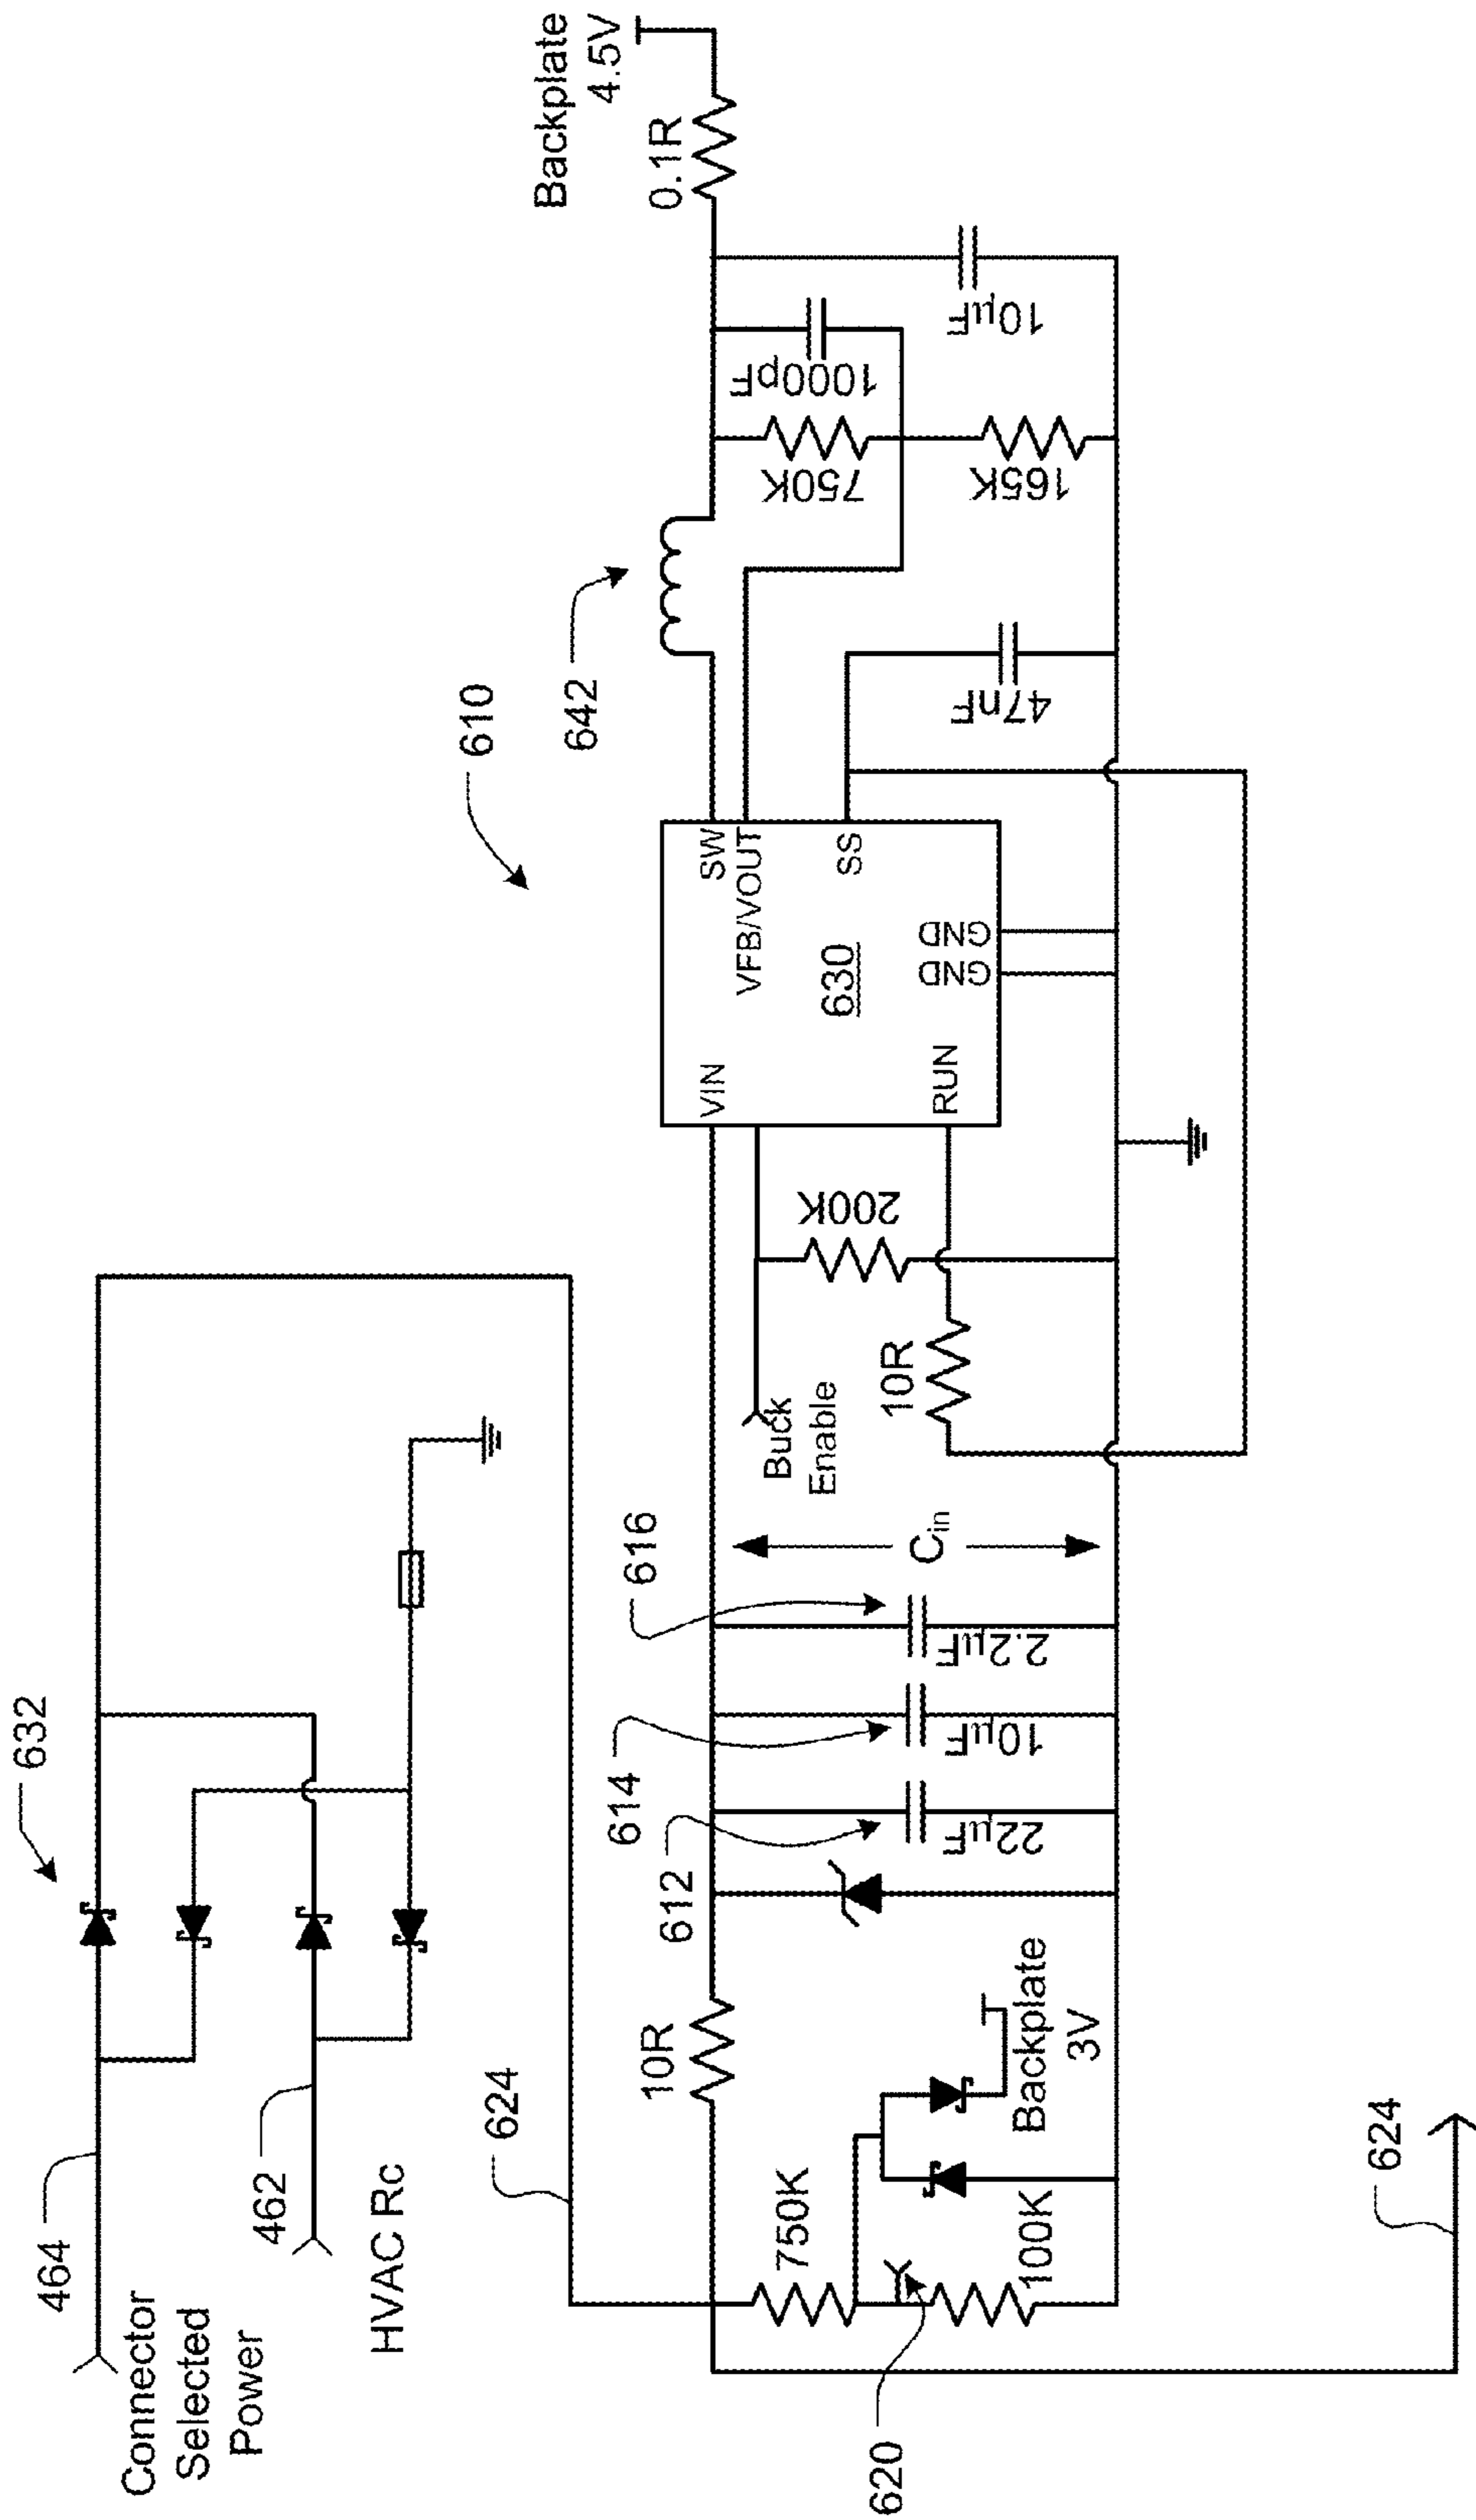 464
Connector
Selected
Power
462
HVAC Rc
632
624
610
642
Backplate
4.5V
0.1R
10R
612
614
616
22µF
10µF
2.2µF
C in
Buck
Enable
200K
10R
VIN
RUN
630
SW
VFB/VOUT
SS
GND
GND
47nF
750K
165K
1000pF
10µF
750K
100K
620
Backplate
3V
624